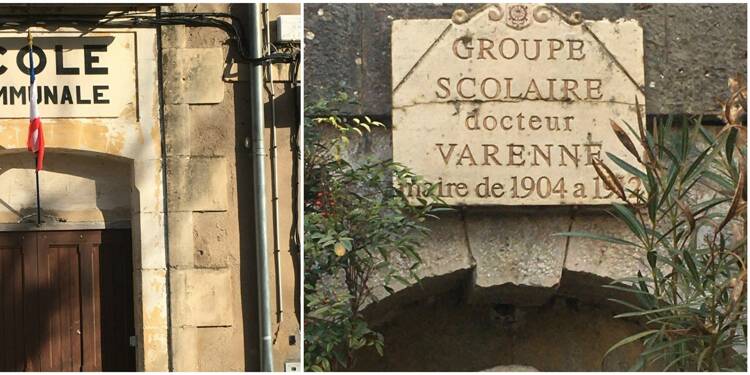 COLE
MMUNALE
GROUPE
SCOLAIRE
docteur
VARENNE
maire de 1904 a